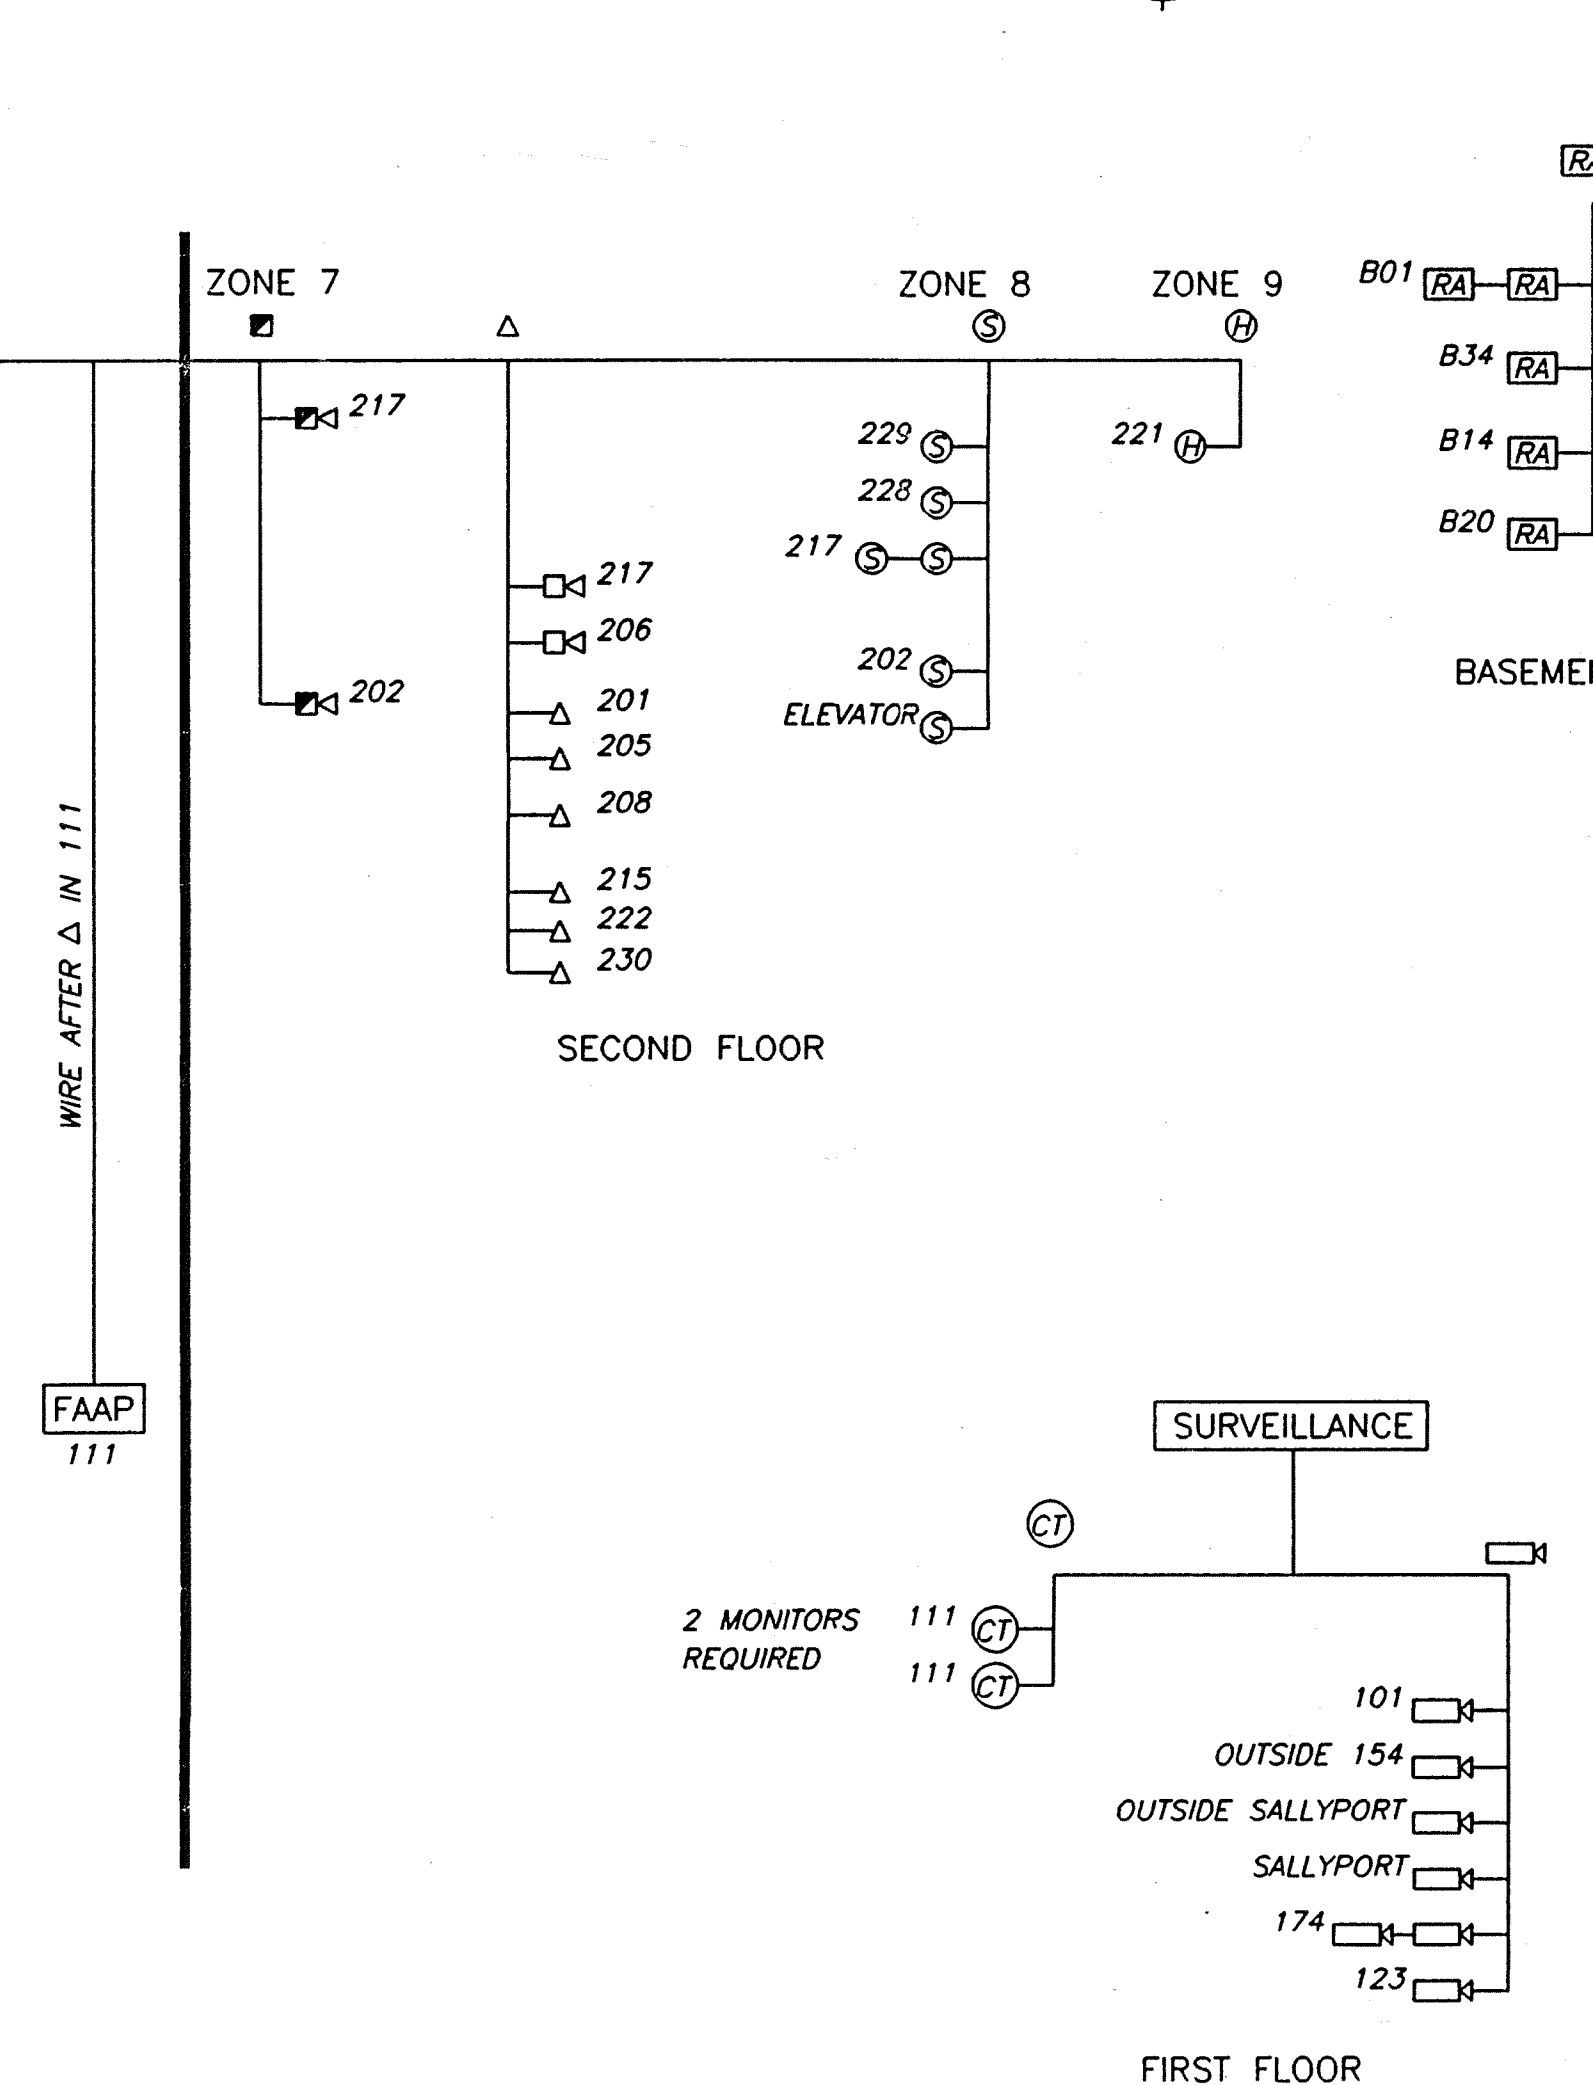 RA
ZONE 7
ZONE 8
ZONE 9
S
H
B01 RA RA
B34 RA
B14 RA
B20 RA
BASEME
217
202
217
206
201
205
208
215
222
230
229 S
228 S
217 S S
202 S
ELEVATOR S
221 H
SECOND FLOOR
WIRE AFTER Δ IN 111
FAAP
111
SURVEILLANCE
CT
2 MONITORS
REQUIRED
111 CT
111 CT
101
OUTSIDE 154
OUTSIDE SALLYPORT
SALLYPORT
174
123
FIRST FLOOR